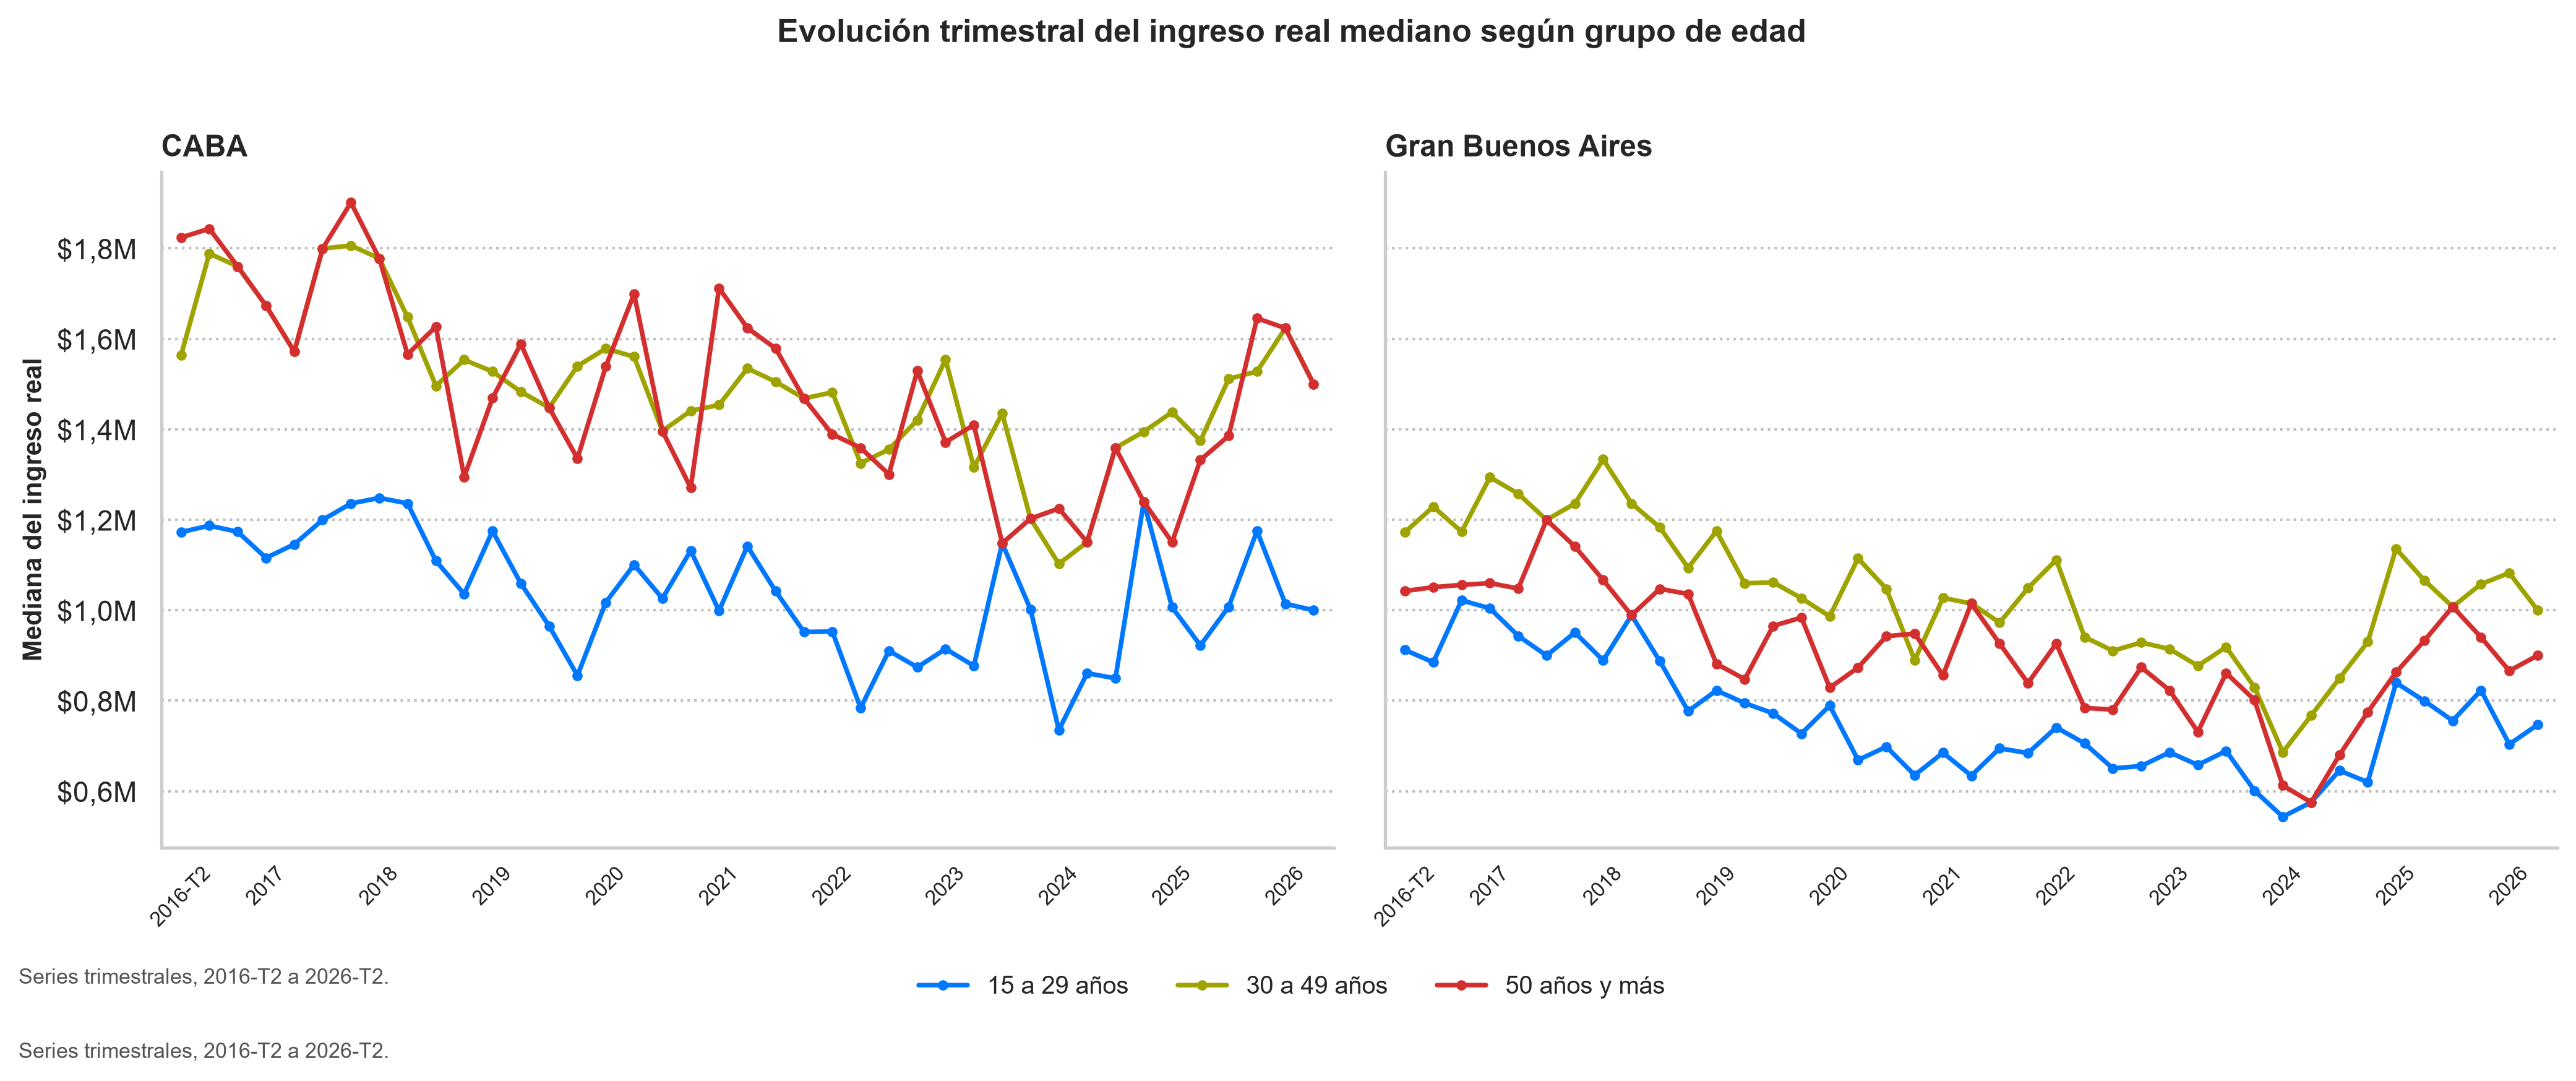 Evolución trimestral del ingreso real mediano según grupo de edad
CABA
Gran Buenos Aires
Mediana del ingreso real
$1,8M
$1,6M
$1,4M
$1,2M
$1,0M
$0,8M
$0,6M
2016-T2 2017 2018 2019 2020 2021 2022 2023 2024 2025 2026
2016-T2 2017 2018 2019 2020 2021 2022 2023 2024 2025 2026
Series trimestrales, 2016-T2 a 2026-T2.
15 a 29 años 30 a 49 años 50 años y más
Series trimestrales, 2016-T2 a 2026-T2.